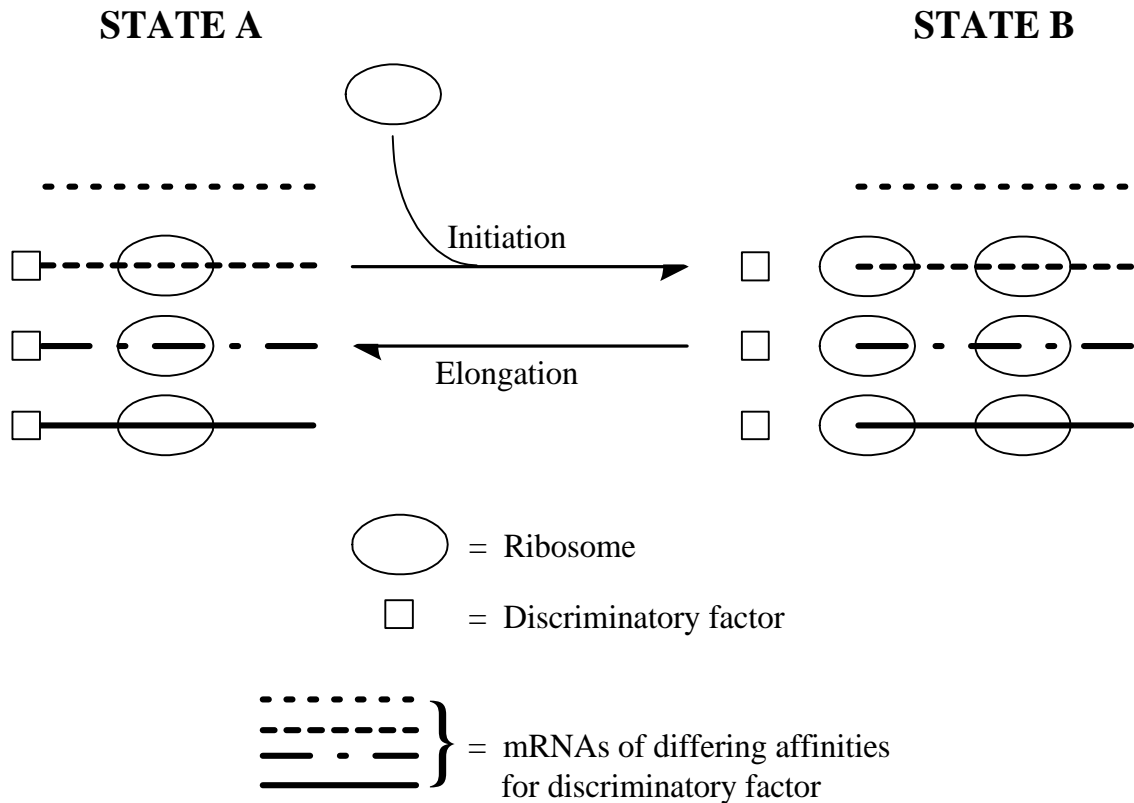 STATE A
STATE B
Initiation
Elongation
= Ribosome
= Discriminatory factor
= mRNAs of differing affinities
for discriminatory factor